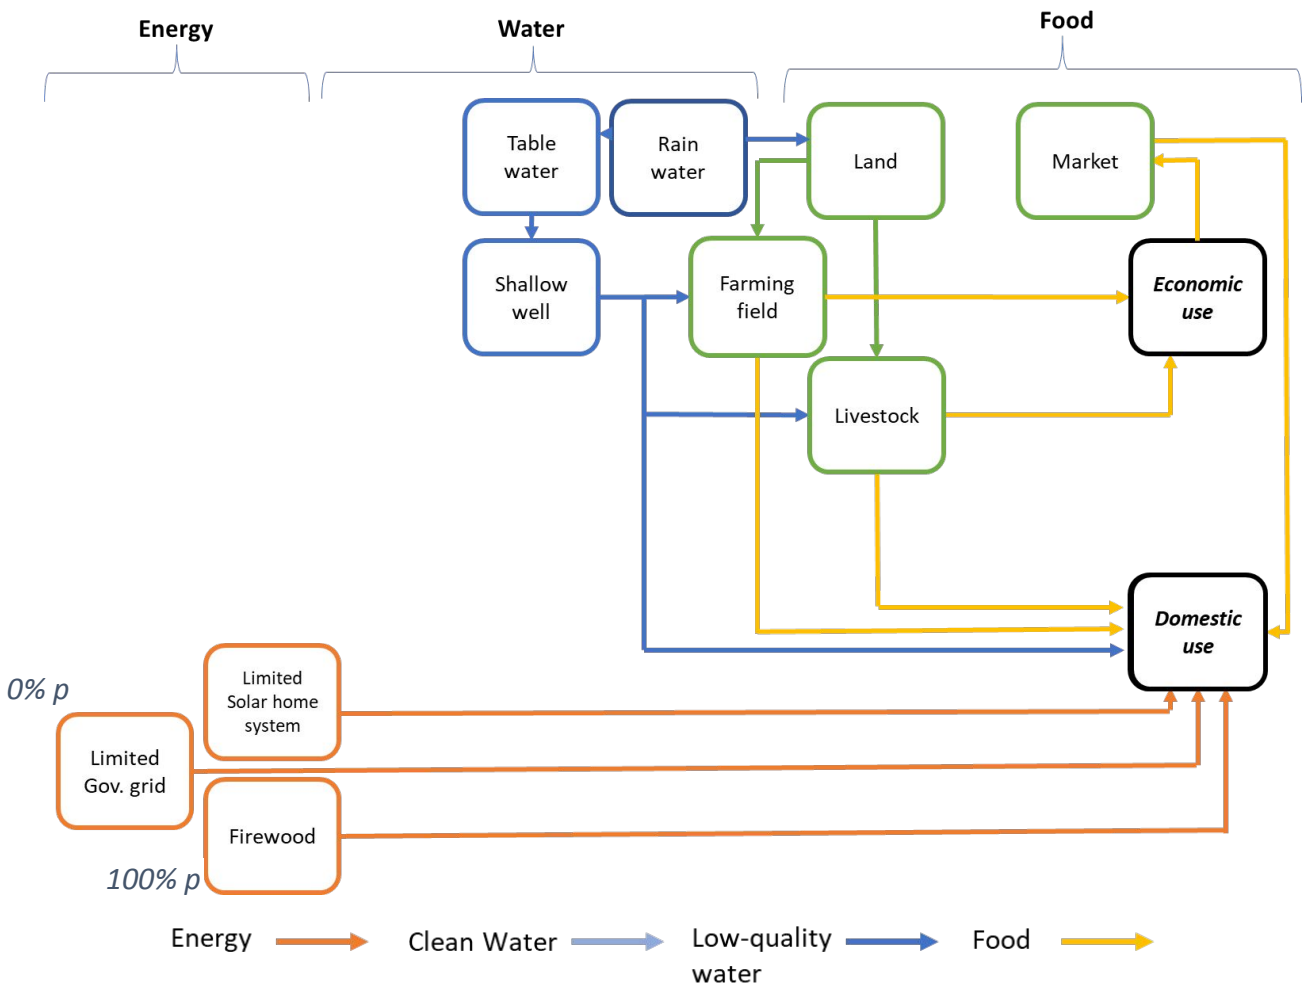 Energy
Water
Food
Table
water
Rain
water
Land
Market
Shallow
well
Farming
field
Economic
use
Livestock
Domestic
use
Limited
Solar home
system
0% p
Limited
Gov. grid
Firewood
100% p
Energy
Clean Water
Low-quality
water
Food